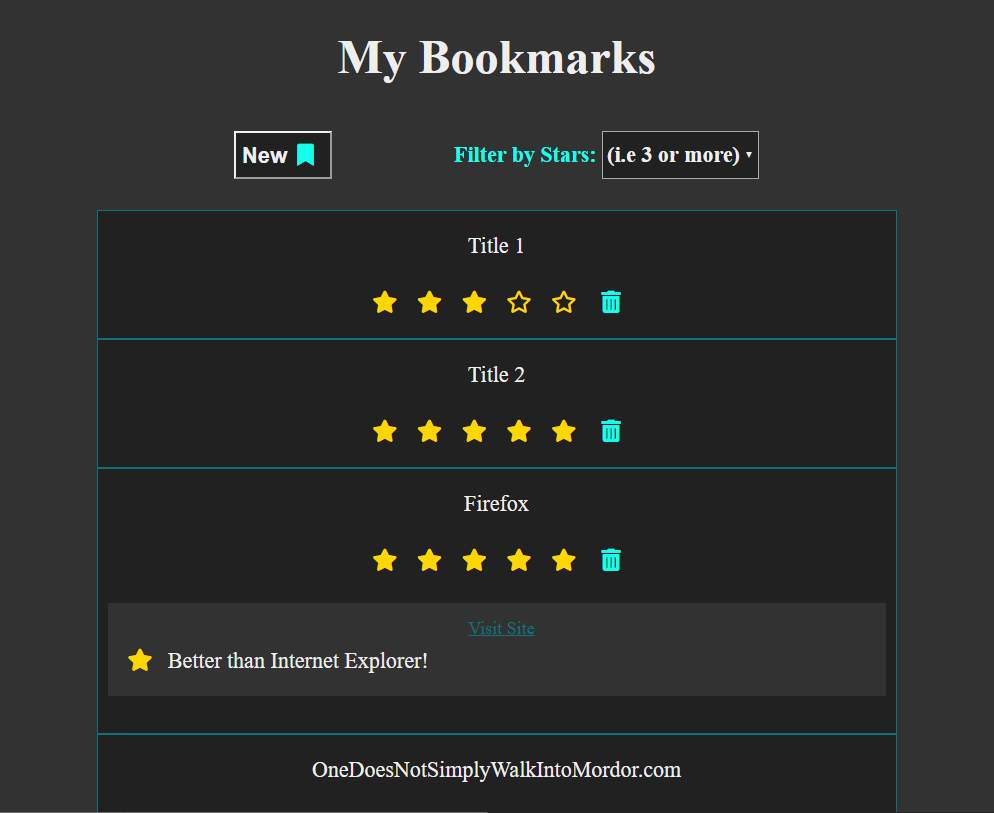 My Bookmarks
New
Filter by Stars: (i.e 3 or more)
Title 1
Title 2
Firefox
Visit Site
Better than Internet Explorer!
OneDoesNotSimplyWalkIntoMordor.com